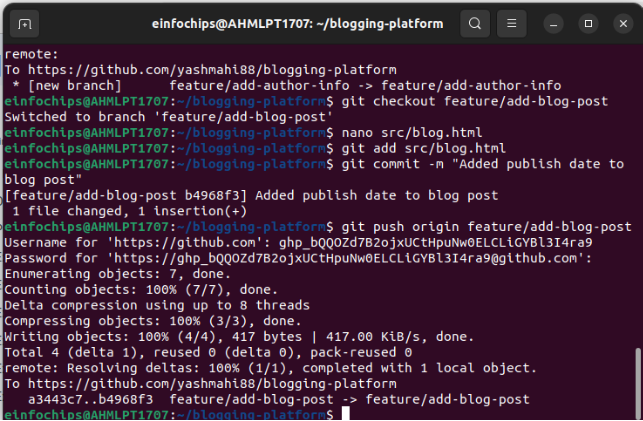 einfochips@AHMLPT1707: ~/blogging-platform
remote:
To https://github.com/yashmahi88/blogging-platform
 * [new branch]      feature/add-author-info -> feature/add-author-info
einfochips@AHMLPT1707:~/blogging-platform$ git checkout feature/add-blog-post
Switched to branch 'feature/add-blog-post'
einfochips@AHMLPT1707:~/blogging-platform$ nano src/blog.html
einfochips@AHMLPT1707:~/blogging-platform$ git add src/blog.html
einfochips@AHMLPT1707:~/blogging-platform$ git commit -m "Added publish date to
blog post"
[feature/add-blog-post b4968f3] Added publish date to blog post
 1 file changed, 1 insertion(+)
einfochips@AHMLPT1707:~/blogging-platform$ git push origin feature/add-blog-post
Username for 'https://github.com': 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
Password for 'https://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@github.com':
Enumerating objects: 7, done.
Counting objects: 100% (7/7), done.
Delta compression using up to 8 threads
Compressing objects: 100% (3/3), done.
Writing objects: 100% (4/4), 417 bytes | 417.00 KiB/s, done.
Total 4 (delta 1), reused 0 (delta 0), pack-reused 0
remote: Resolving deltas: 100% (1/1), completed with 1 local object.
To https://github.com/yashmahi88/blogging-platform
   a3443c7..b4968f3  feature/add-blog-post -> feature/add-blog-post
einfochips@AHMLPT1707:~/blogging-platform$